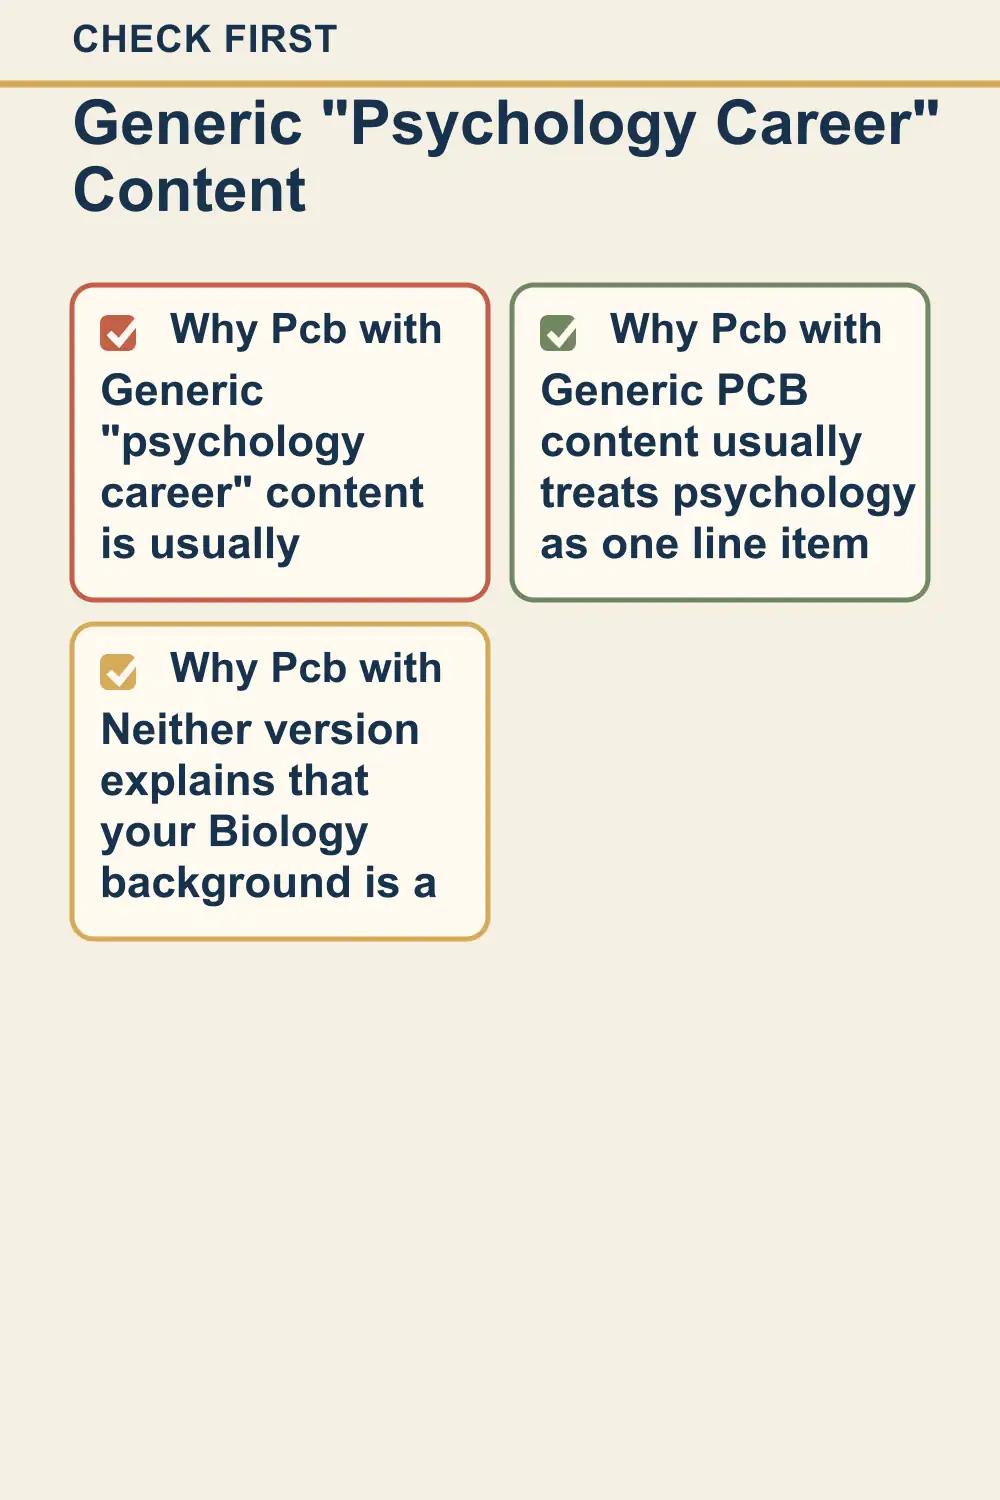 CHECK FIRST
Generic "Psychology Career"
Content
Why Pcb with
Generic
"psychology
career" content
is usually
Why Pcb with
Generic PCB
content usually
treats psychology
as one line item
Why Pcb with
Neither version
explains that
your Biology
background is a